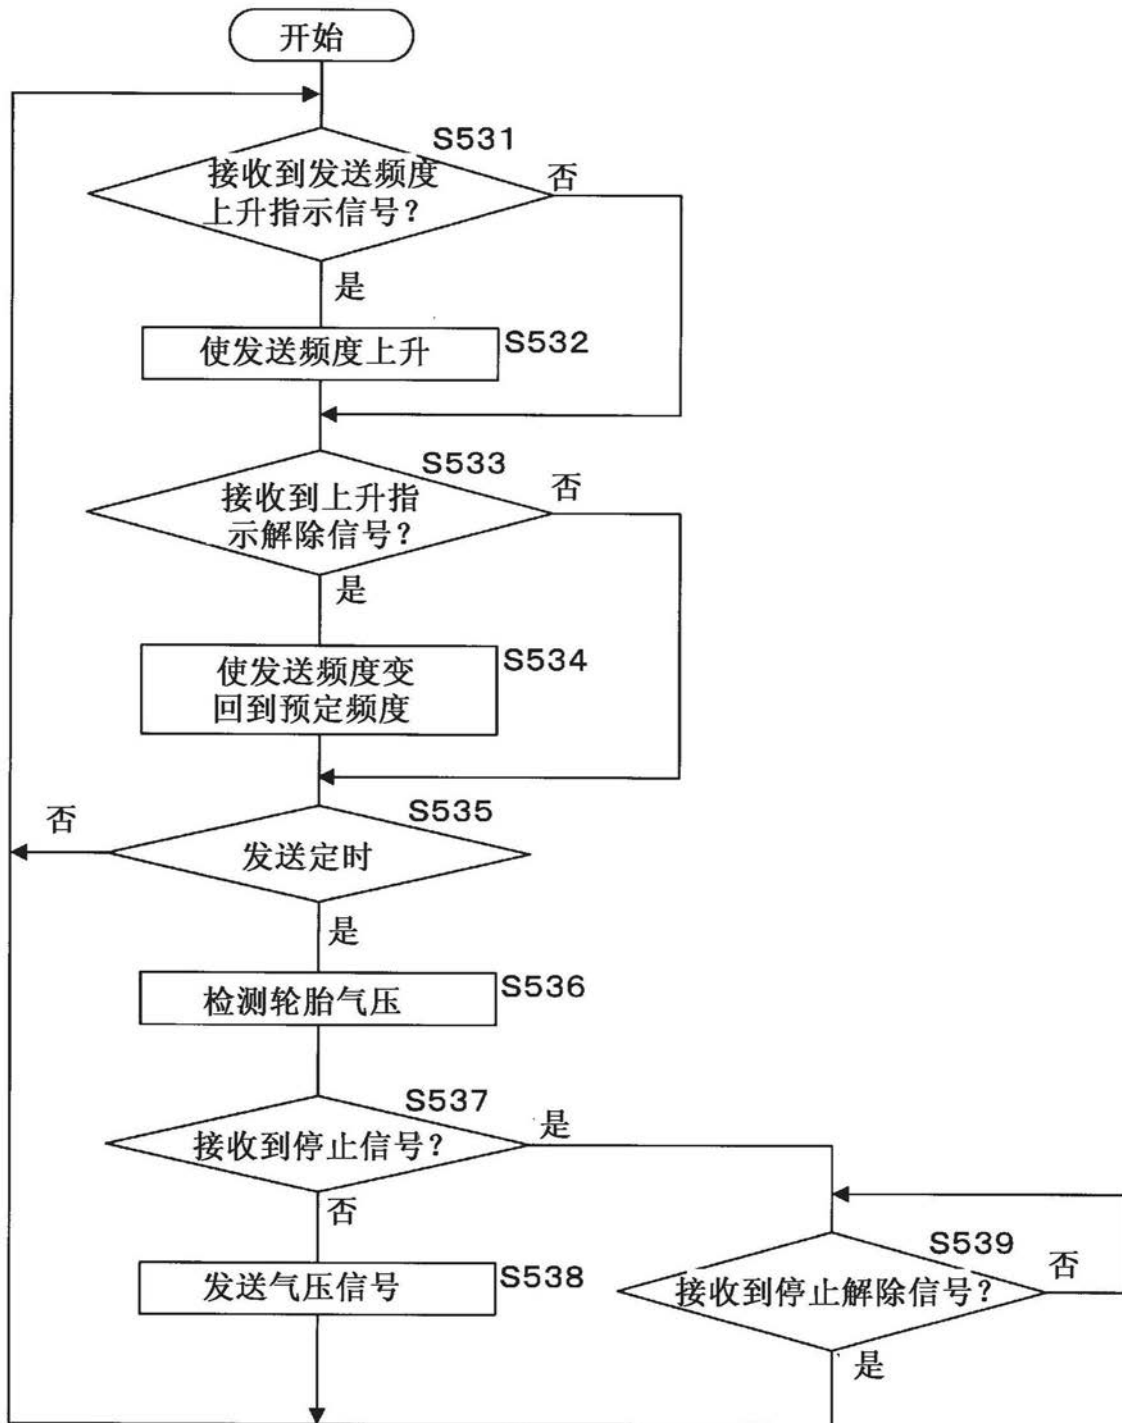 开始
S531
接收到发送频度
上升指示信号？
否
是
使发送频度上升
S532
S533
接收到上升指
示解除信号？
否
是
使发送频度变
回到预定频度
S534
S535
否
发送定时
是
检测轮胎气压
S536
S537
接收到停止信号？
是
否
发送气压信号
S538
S539
接收到停止解除信号？
否
是